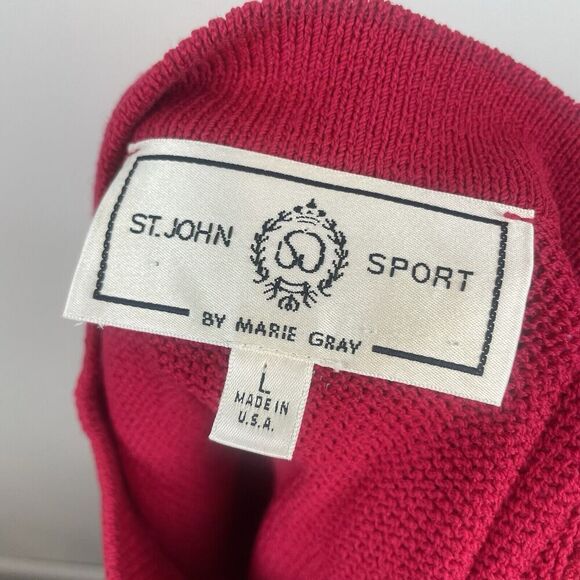 ST. JOHN SPORT
BY MARIE GRAY
L
MADE IN
U.S.A.